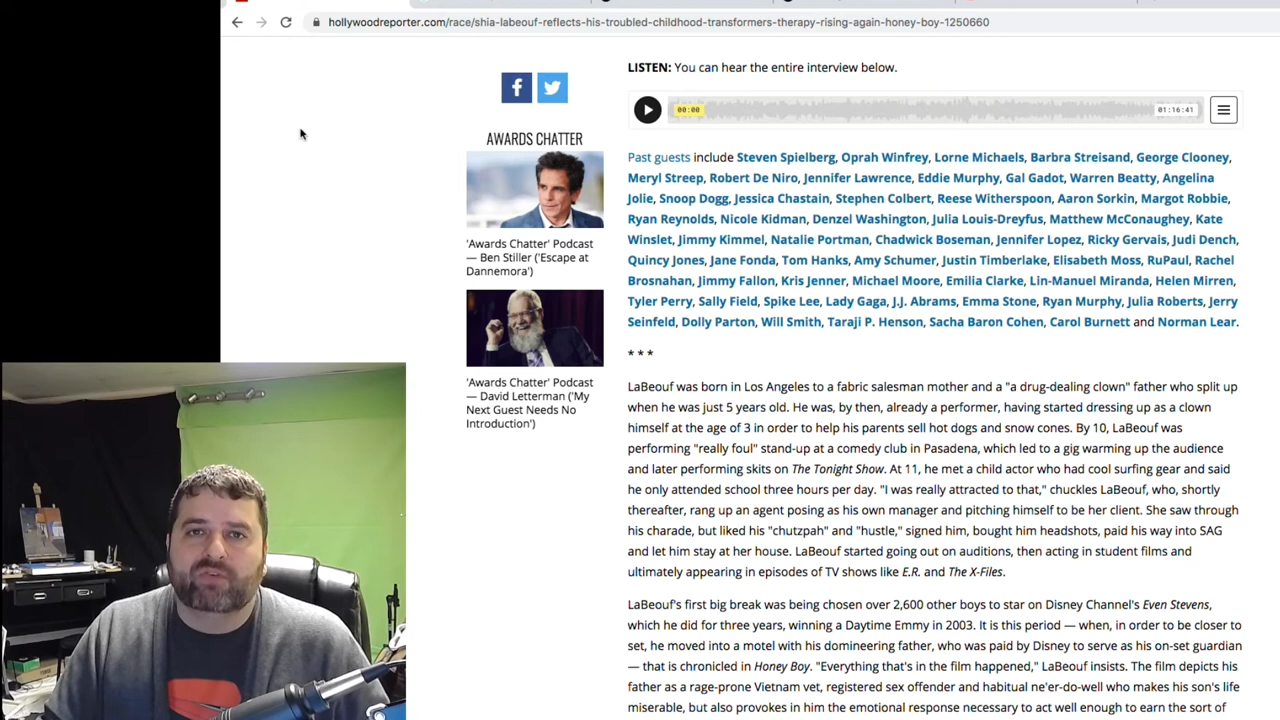 hollywoodreporter.com/race/shia-labeouf-reflects-his-troubled-childhood-transformers-therapy-rising-again-honey-boy-1250660
LISTEN: You can hear the entire interview below.
00:00
01:16:41
AWARDS CHATTER
'Awards Chatter' Podcast
— Ben Stiller ('Escape at
Dannemora')
'Awards Chatter' Podcast
— David Letterman ('My
Next Guest Needs No
Introduction')
Past guests include Steven Spielberg, Oprah Winfrey, Lorne Michaels, Barbra Streisand, George Clooney,
Meryl Streep, Robert De Niro, Jennifer Lawrence, Eddie Murphy, Gal Gadot, Warren Beatty, Angelina
Jolie, Snoop Dogg, Jessica Chastain, Stephen Colbert, Reese Witherspoon, Aaron Sorkin, Margot Robbie,
Ryan Reynolds, Nicole Kidman, Denzel Washington, Julia Louis-Dreyfus, Matthew McConaughey, Kate
Winslet, Jimmy Kimmel, Natalie Portman, Chadwick Boseman, Jennifer Lopez, Ricky Gervais, Judi Dench,
Quincy Jones, Jane Fonda, Tom Hanks, Amy Schumer, Justin Timberlake, Elisabeth Moss, RuPaul, Rachel
Brosnahan, Jimmy Fallon, Kris Jenner, Michael Moore, Emilia Clarke, Lin-Manuel Miranda, Helen Mirren,
Tyler Perry, Sally Field, Spike Lee, Lady Gaga, J.J. Abrams, Emma Stone, Ryan Murphy, Julia Roberts, Jerry
Seinfeld, Dolly Parton, Will Smith, Taraji P. Henson, Sacha Baron Cohen, Carol Burnett and Norman Lear.
* * *
LaBeouf was born in Los Angeles to a fabric salesman mother and a "a drug-dealing clown" father who split up
when he was just 5 years old. He was, by then, already a performer, having started dressing up as a clown
himself at the age of 3 in order to help his parents sell hot dogs and snow cones. By 10, LaBeouf was
performing "really foul" stand-up at a comedy club in Pasadena, which led to a gig warming up the audience
and later performing skits on The Tonight Show. At 11, he met a child actor who had cool surfing gear and said
he only attended school three hours per day. "I was really attracted to that," chuckles LaBeouf, who, shortly
thereafter, rang up an agent posing as his own manager and pitching himself to be her client. She saw through
his charade, but liked his "chutzpah" and "hustle," signed him, bought him headshots, paid his way into SAG
and let him stay at her house. LaBeouf started going out on auditions, then acting in student films and
ultimately appearing in episodes of TV shows like E.R. and The X-Files.
LaBeouf's first big break was being chosen over 2,600 other boys to star on Disney Channel's Even Stevens,
which he did for three years, winning a Daytime Emmy in 2003. It is this period — when, in order to be closer to
set, he moved into a motel with his domineering father, who was paid by Disney to serve as his on-set guardian
— that is chronicled in Honey Boy. "Everything that's in the film happened," LaBeouf insists. The film depicts his
father as a rage-prone Vietnam vet, registered sex offender and habitual ne'er-do-well who makes his son's life
miserable, but also provokes in him the emotional response necessary to act well enough to earn the sort of